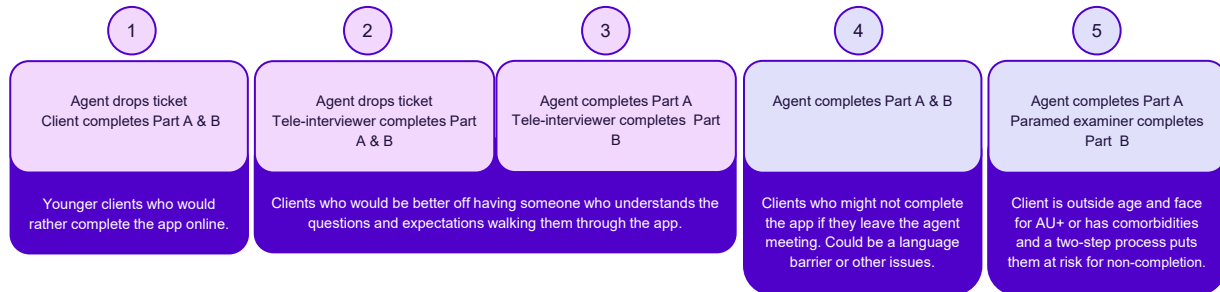 1
2
3
4
5
Agent drops ticket
Client completes Part A & B
Agent drops ticket
Tele-interviewer completes Part
A & B
Agent completes Part A
Tele-interviewer completes Part
B
Agent completes Part A & B
Agent completes Part A
Paramed examiner completes
Part B
Younger clients who would
rather complete the app online.
Clients who would be better off having someone who understands the
questions and expectations walking them through the app.
Clients who might not complete
the app if they leave the agent
meeting. Could be a language
barrier or other issues.
Client is outside age and face
for AU+ or has comorbidities
and a two-step process puts
them at risk for non-completion.